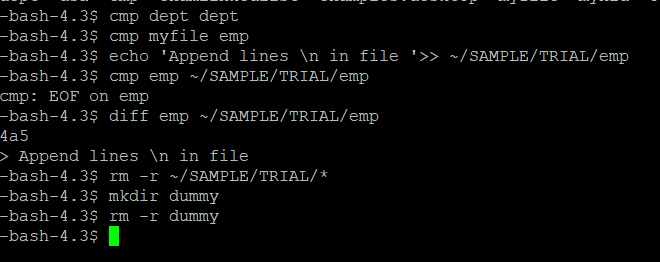 -bash-4.3$ cmp dept dept
-bash-4.3$ cmp myfile emp
-bash-4.3$ echo 'Append lines \n in file '>> ~/SAMPLE/TRIAL/emp
-bash-4.3$ cmp emp ~/SAMPLE/TRIAL/emp
cmp: EOF on emp
-bash-4.3$ diff emp ~/SAMPLE/TRIAL/emp
4a5
> Append lines \n in file
-bash-4.3$ rm -r ~/SAMPLE/TRIAL/*
-bash-4.3$ mkdir dummy
-bash-4.3$ rm -r dummy
-bash-4.3$